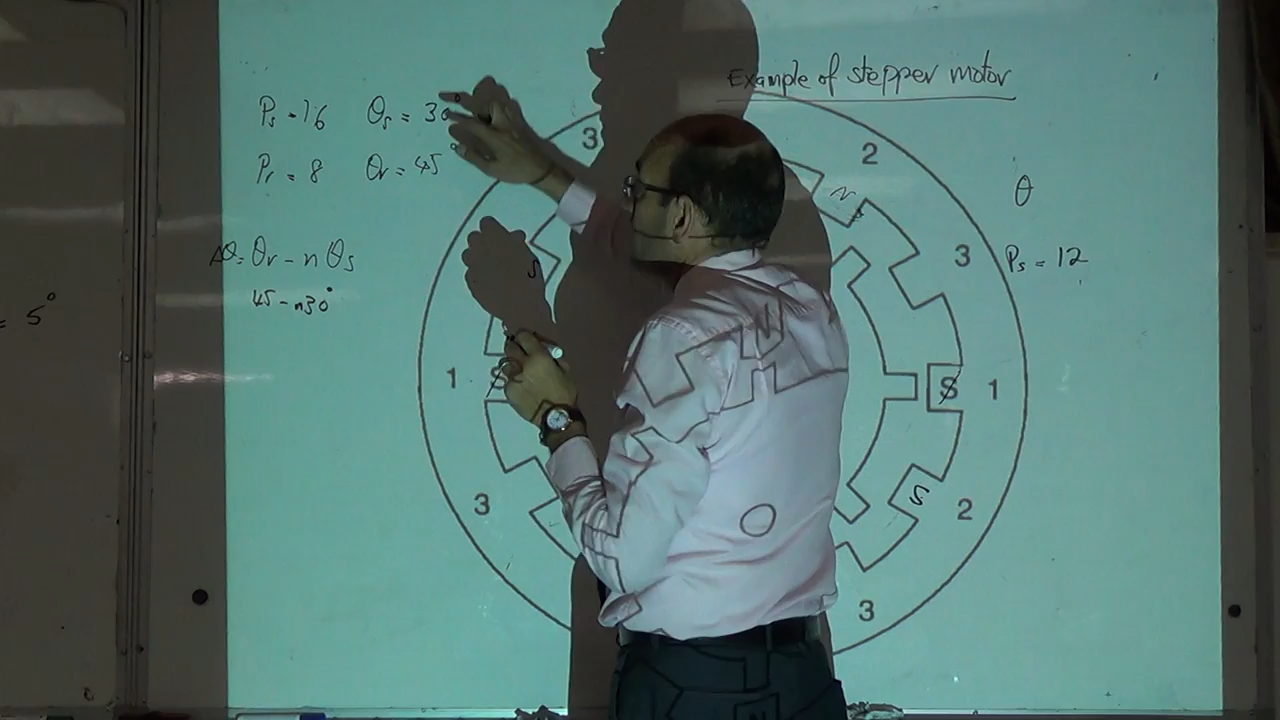 Example of stepper motor
Ps = 16 θs = 30°
Pr = 8 θr = 45°
Δθ = θr - nθs
45 - n30°
= 5°
θ
Ps = 12
3
2
N
3
1
S
2
S
3
1
S
3
S